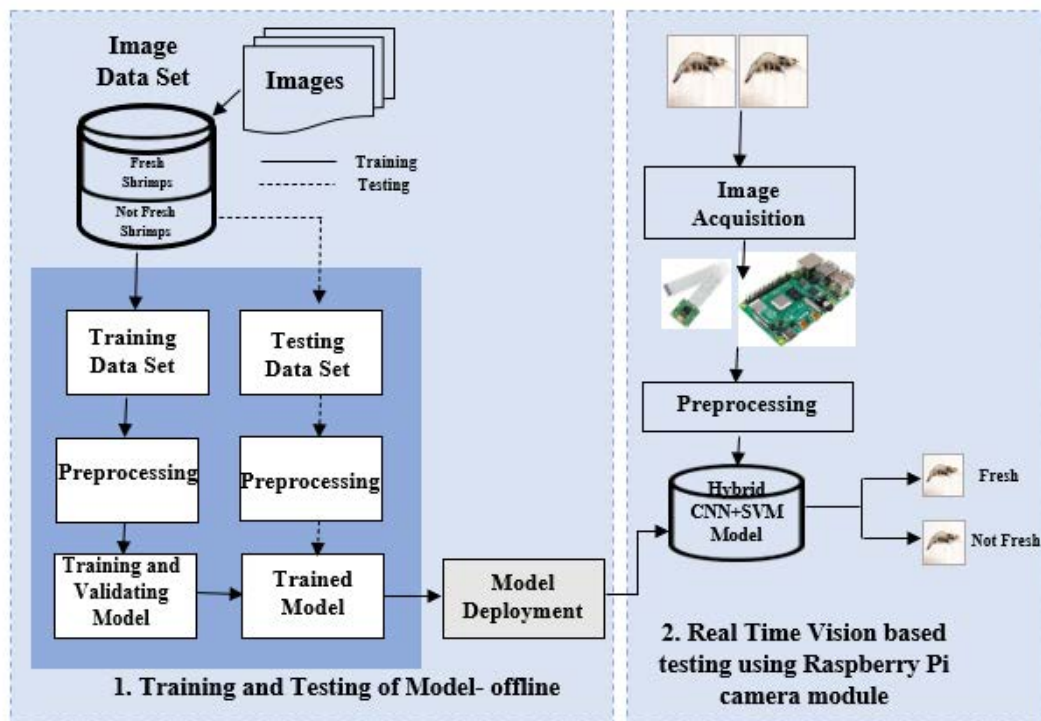 Image
Data Set
Images
Fresh
Shrimps
Not Fresh
Shrimps
Training
Testing
Training
Data Set
Testing
Data Set
Preprocessing
Preprocessing
Training and
Validating
Model
Trained
Model
Model
Deployment
1. Training and Testing of Model- offline
Image
Acquisition
Preprocessing
Hybrid
CNN+SVM
Model
Fresh
Not Fresh
2. Real Time Vision based
testing using Raspberry Pi
camera module